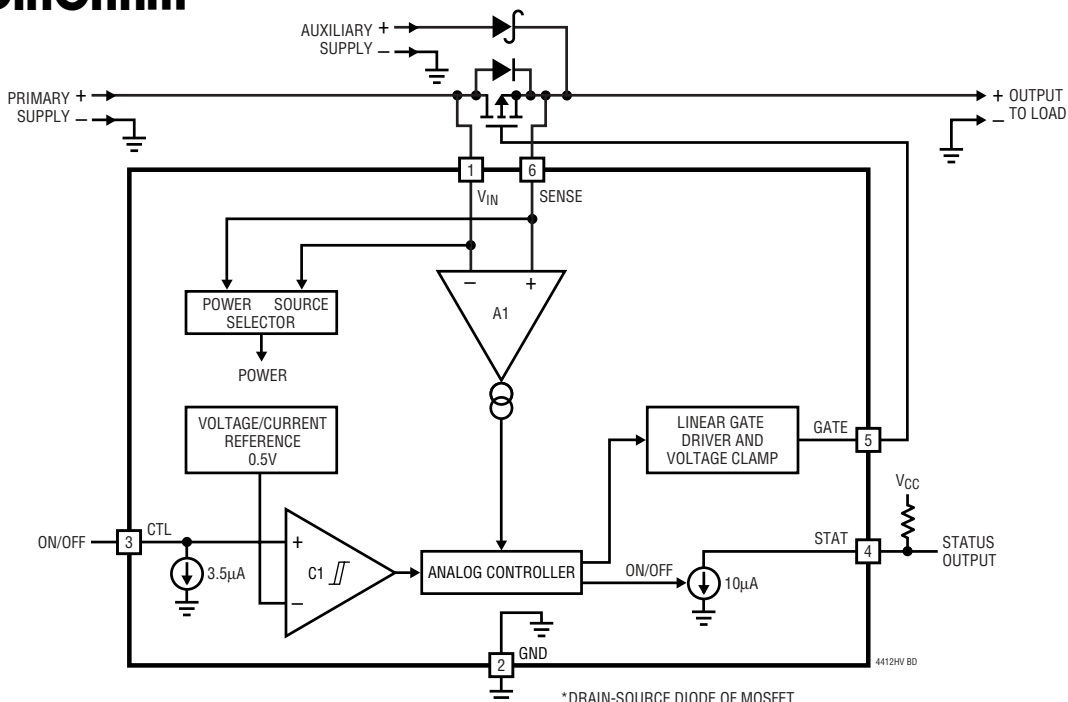 AUXILIARY +
SUPPLY –
PRIMARY +
SUPPLY –
+ OUTPUT
– TO LOAD
1
6
VIN
SENSE
– +
A1
POWER SOURCE
SELECTOR
POWER
VOLTAGE/CURRENT
REFERENCE
0.5V
LINEAR GATE
DRIVER AND
VOLTAGE CLAMP
GATE
5
VCC
ON/OFF
3
CTL
3.5µA
+
C1
–
ANALOG CONTROLLER
ON/OFF
10µA
STAT
4
STATUS
OUTPUT
2
GND
4412HV BD
*DRAIN-SOURCE DIODE OF MOSFET